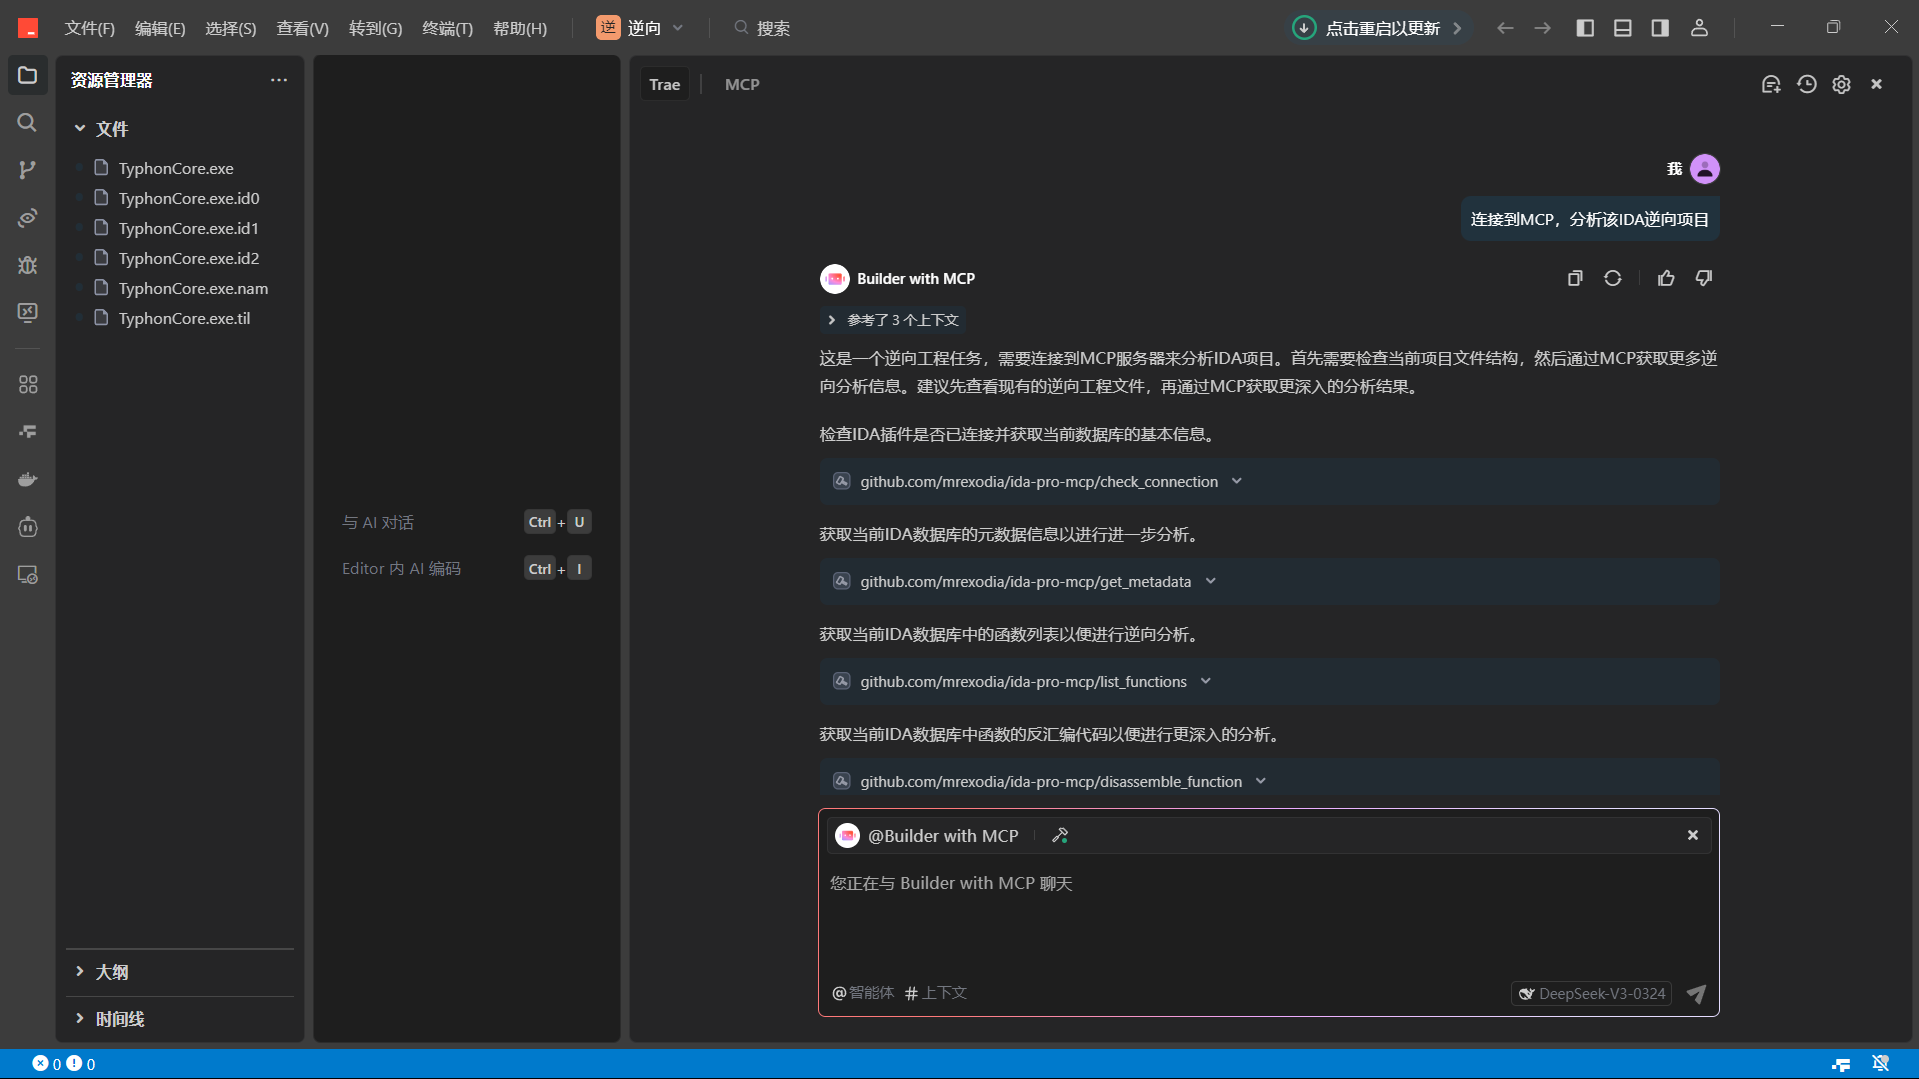 文件(F) 编辑(E) 选择(S) 查看(V) 转到(G) 终端(T) 帮助(H) 逆 逆向 搜索 点击重启以更新
资源管理器
文件
TyphonCore.exe
TyphonCore.exe.id0
TyphonCore.exe.id1
TyphonCore.exe.id2
TyphonCore.exe.nam
TyphonCore.exe.til
大纲
时间线
与 AI 对话 Ctrl + U
Editor 内 AI 编码 Ctrl + I
Trae MCP
我
连接到MCP，分析该IDA逆向项目
Builder with MCP
参考了 3 个上下文
这是一个逆向工程任务，需要连接到MCP服务器来分析IDA项目。首先需要检查当前项目文件结构，然后通过MCP获取更多逆
向分析信息。建议先查看现有的逆向工程文件，再通过MCP获取更深入的分析结果。
检查IDA插件是否已连接并获取当前数据库的基本信息。
github.com/mrexodia/ida-pro-mcp/check_connection
获取当前IDA数据库的元数据信息以进行进一步分析。
github.com/mrexodia/ida-pro-mcp/get_metadata
获取当前IDA数据库中的函数列表以便进行逆向分析。
github.com/mrexodia/ida-pro-mcp/list_functions
获取当前IDA数据库中函数的反汇编代码以便进行更深入的分析。
github.com/mrexodia/ida-pro-mcp/disassemble_function
@Builder with MCP
您正在与 Builder with MCP 聊天
@智能体 # 上下文 DeepSeek-V3-0324
0 0